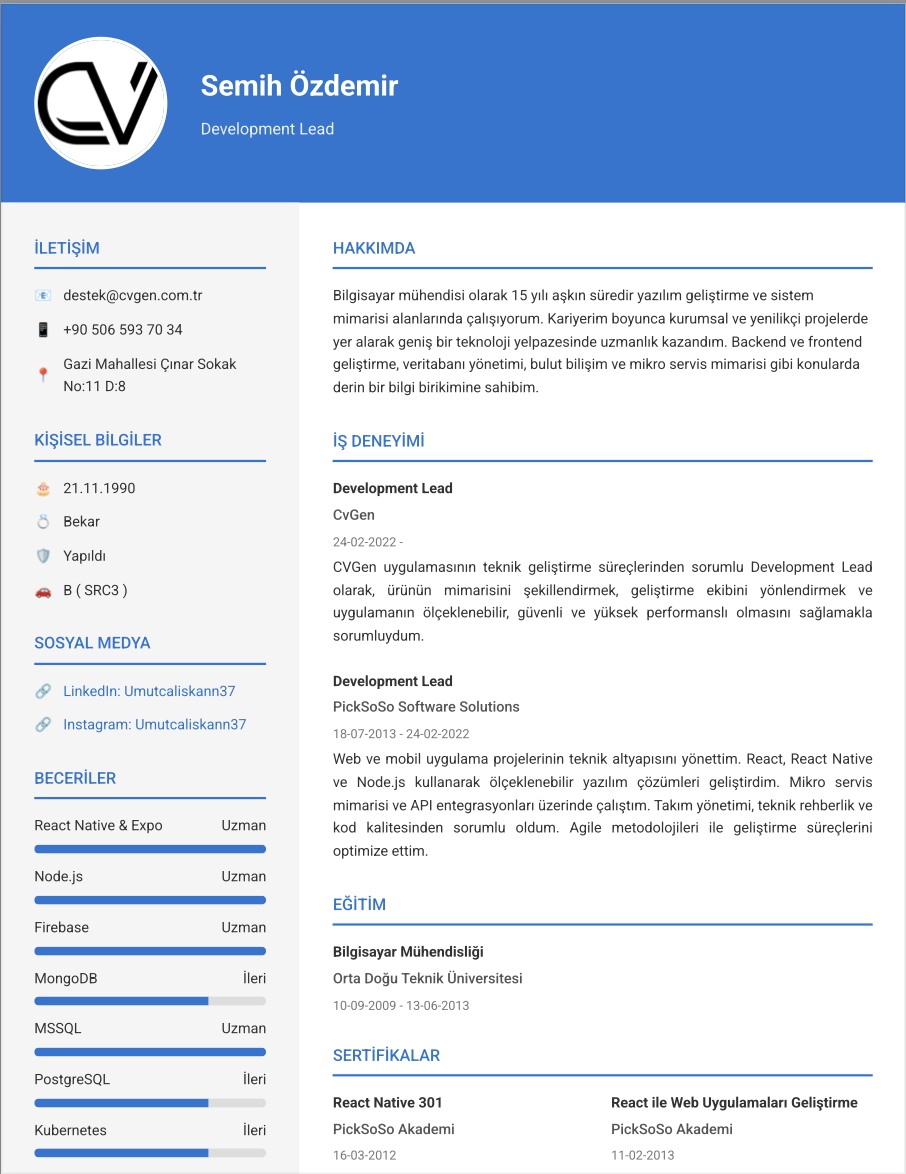 CV
Semih Özdemir
Development Lead
İLETİŞİM
destek@cvgen.com.tr
+90 506 593 70 34
Gazi Mahallesi Çınar Sokak
No:11 D:8
KİŞİSEL BİLGİLER
21.11.1990
Bekar
Yapıldı
B ( SRC3 )
SOSYAL MEDYA
LinkedIn: Umutcaliskann37
Instagram: Umutcaliskann37
BECERİLER
React Native & Expo Uzman
Node.js Uzman
Firebase Uzman
MongoDB İleri
MSSQL Uzman
PostgreSQL İleri
Kubernetes İleri
HAKKIMDA
Bilgisayar mühendisi olarak 15 yılı aşkın süredir yazılım geliştirme ve sistem
mimarisi alanlarında çalışıyorum. Kariyerim boyunca kurumsal ve yenilikçi projelerde
yer alarak geniş bir teknoloji yelpazesinde uzmanlık kazandım. Backend ve frontend
geliştirme, veritabanı yönetimi, bulut bilişim ve mikro servis mimarisi gibi konularda
derin bir bilgi birikimine sahibim.
İŞ DENEYİMİ
Development Lead
CvGen
24-02-2022 -
CVGen uygulamasının teknik geliştirme süreçlerinden sorumlu Development Lead
olarak, ürünün mimarisini şekillendirmek, geliştirme ekibini yönlendirmek ve
uygulamanın ölçeklenebilir, güvenli ve yüksek performanslı olmasını sağlamakla
sorumluydum.
Development Lead
PickSoSo Software Solutions
18-07-2013 - 24-02-2022
Web ve mobil uygulama projelerinin teknik altyapısını yönettim. React, React Native
ve Node.js kullanarak ölçeklenebilir yazılım çözümleri geliştirdim. Mikro servis
mimarisi ve API entegrasyonları üzerinde çalıştım. Takım yönetimi, teknik rehberlik ve
kod kalitesinden sorumlu oldum. Agile metodolojileri ile geliştirme süreçlerini
optimize ettim.
EĞİTİM
Bilgisayar Mühendisliği
Orta Doğu Teknik Üniversitesi
10-09-2009 - 13-06-2013
SERTİFİKALAR
React Native 301
PickSoSo Akademi
16-03-2012
React ile Web Uygulamaları Geliştirme
PickSoSo Akademi
11-02-2013